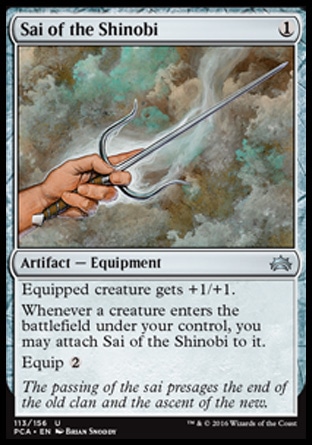 Sai of the Shinobi 1
Artifact — Equipment
Equipped creature gets +1/+1.
Whenever a creature enters the
battlefield under your control, you
may attach Sai of the Shinobi to it.
Equip 2
The passing of the sai presages the end of
the old clan and the ascent of the new.
113/156 U
PCA • EN Brian Snoddy
™ & © 2016 Wizards of the Coast